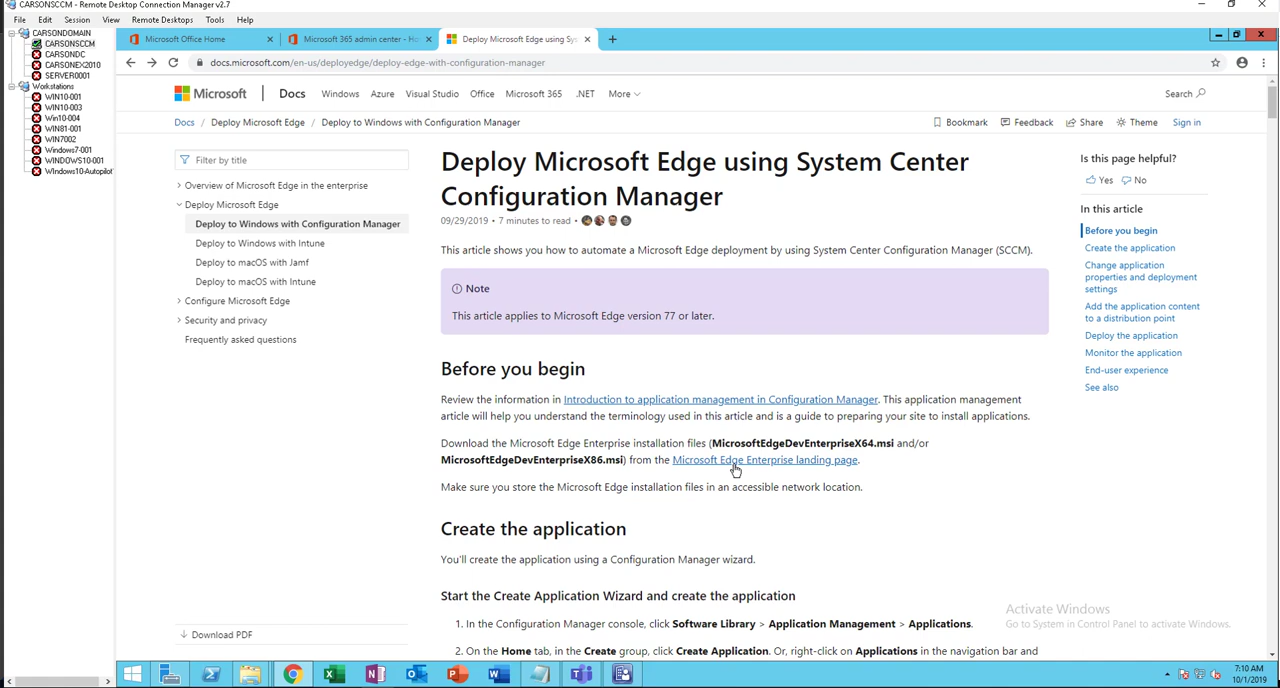 CARSONSCCM - Remote Desktop Connection Manager v2.7
File Edit Session View Remote Desktops Tools Help
CARSONDOMAIN
CARSONSCCM
CARSONDC
CARSONEX2010
SERVER0001
Workstations
WIN10-001
WIN10-003
Win10-004
WIN81-001
WIN7002
Windows7-001
WINDOWS10-001
WIndows10-Autopilot
Microsoft Office Home
Microsoft 365 admin center - Ho
Deploy Microsoft Edge using Sys
docs.microsoft.com/en-us/deployedge/deploy-edge-with-configuration-manager
Microsoft Docs Windows Azure Visual Studio Office Microsoft 365 .NET More Search
Docs / Deploy Microsoft Edge / Deploy to Windows with Configuration Manager
Bookmark Feedback Share Theme Sign in
Filter by title
Overview of Microsoft Edge in the enterprise
Deploy Microsoft Edge
Deploy to Windows with Configuration Manager
Deploy to Windows with Intune
Deploy to macOS with Jamf
Deploy to macOS with Intune
Configure Microsoft Edge
Security and privacy
Frequently asked questions
Download PDF
Deploy Microsoft Edge using System Center
Configuration Manager
09/29/2019 • 7 minutes to read •
This article shows you how to automate a Microsoft Edge deployment by using System Center Configuration Manager (SCCM).
Note
This article applies to Microsoft Edge version 77 or later.
Before you begin
Review the information in Introduction to application management in Configuration Manager. This application management
article will help you understand the terminology used in this article and is a guide to preparing your site to install applications.
Download the Microsoft Edge Enterprise installation files (MicrosoftEdgeDevEnterpriseX64.msi and/or
MicrosoftEdgeDevEnterpriseX86.msi) from the Microsoft Edge Enterprise landing page.
Make sure you store the Microsoft Edge installation files in an accessible network location.
Create the application
You'll create the application using a Configuration Manager wizard.
Start the Create Application Wizard and create the application
1. In the Configuration Manager console, click Software Library > Application Management > Applications.
2. On the Home tab, in the Create group, click Create Application. Or, right-click on Applications in the navigation bar and
Is this page helpful?
Yes No
In this article
Before you begin
Create the application
Change application
properties and deployment
settings
Add the application content
to a distribution point
Deploy the application
Monitor the application
End-user experience
See also
Activate Windows
Go to System in Control Panel to activate Windows.
7:10 AM
10/1/2019